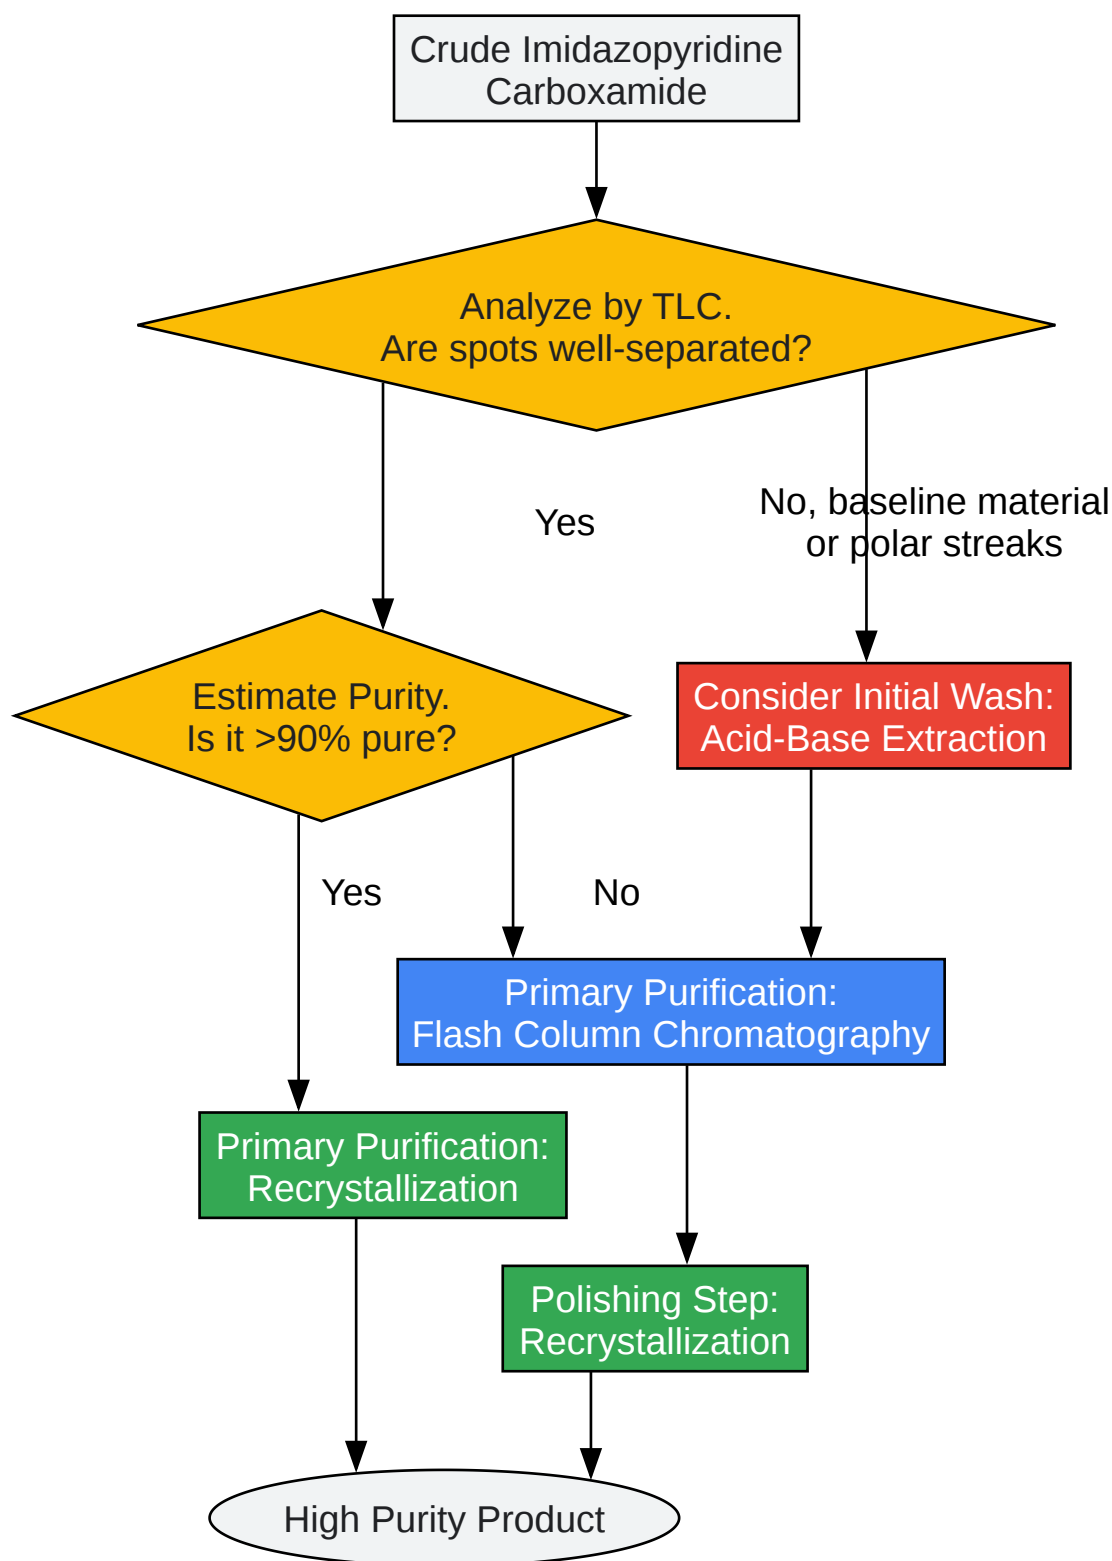 Crude Imidazopyridine
Carboxamide
Analyze by TLC.
Are spots well-separated?
Yes
No, baseline material
or polar streaks
Estimate Purity.
Is it >90% pure?
Consider Initial Wash:
Acid-Base Extraction
Yes
No
Primary Purification:
Flash Column Chromatography
Primary Purification:
Recrystallization
Polishing Step:
Recrystallization
High Purity Product